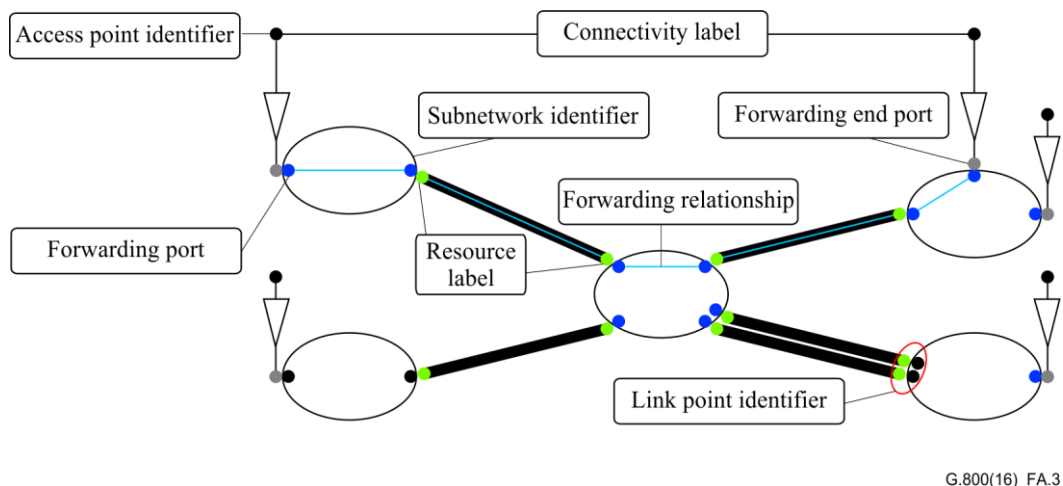 Access point identifier
Connectivity label
Subnetwork identifier
Forwarding end port
Forwarding relationship
Forwarding port
Resource
label
Link point identifier
G.800(16)_FA.3